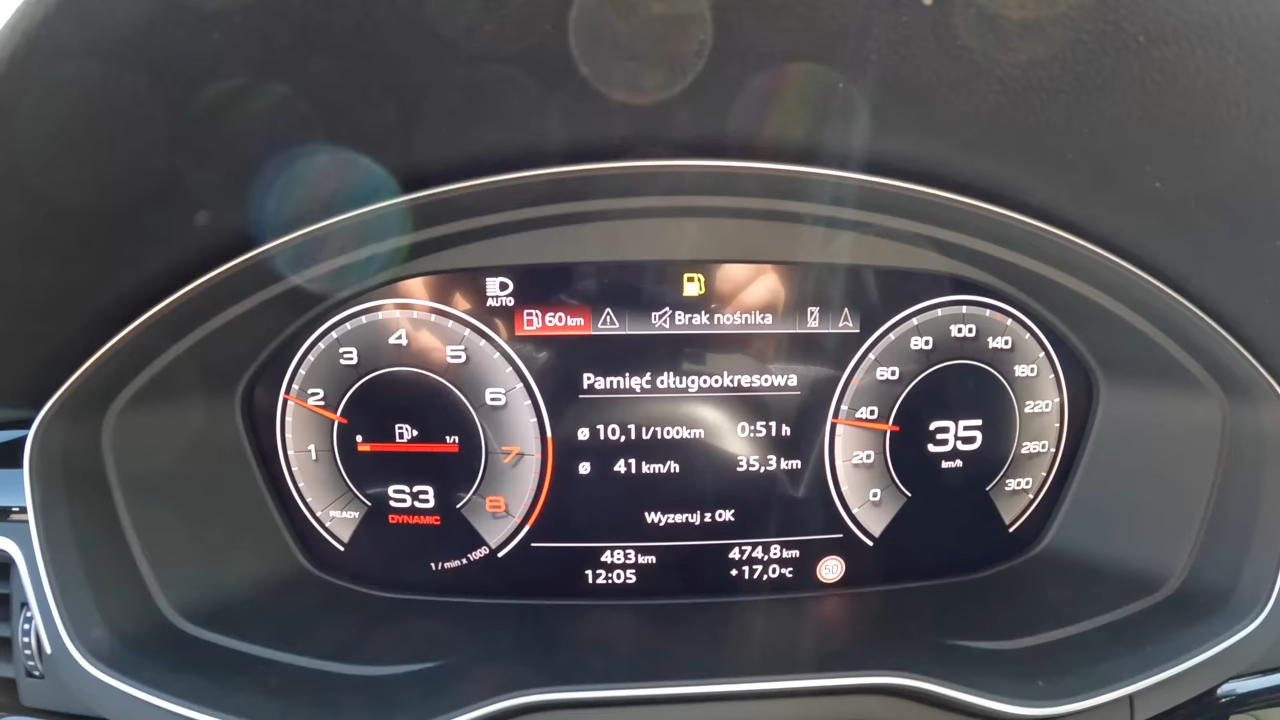 AUTO
60 km
Brak nośnika
1
2
3
4
5
6
7
8
READY
1 / min x 1000
0 1/1
S3
DYNAMIC
Pamięć długookresowa
ø 10,1 l/100km 0:51 h
ø 41 km/h 35,3 km
Wyzeruj z OK
483 km 474,8 km
12:05 +17,0 °C
50
0
20
40
60
80
100
140
180
220
260
300
35
km/h